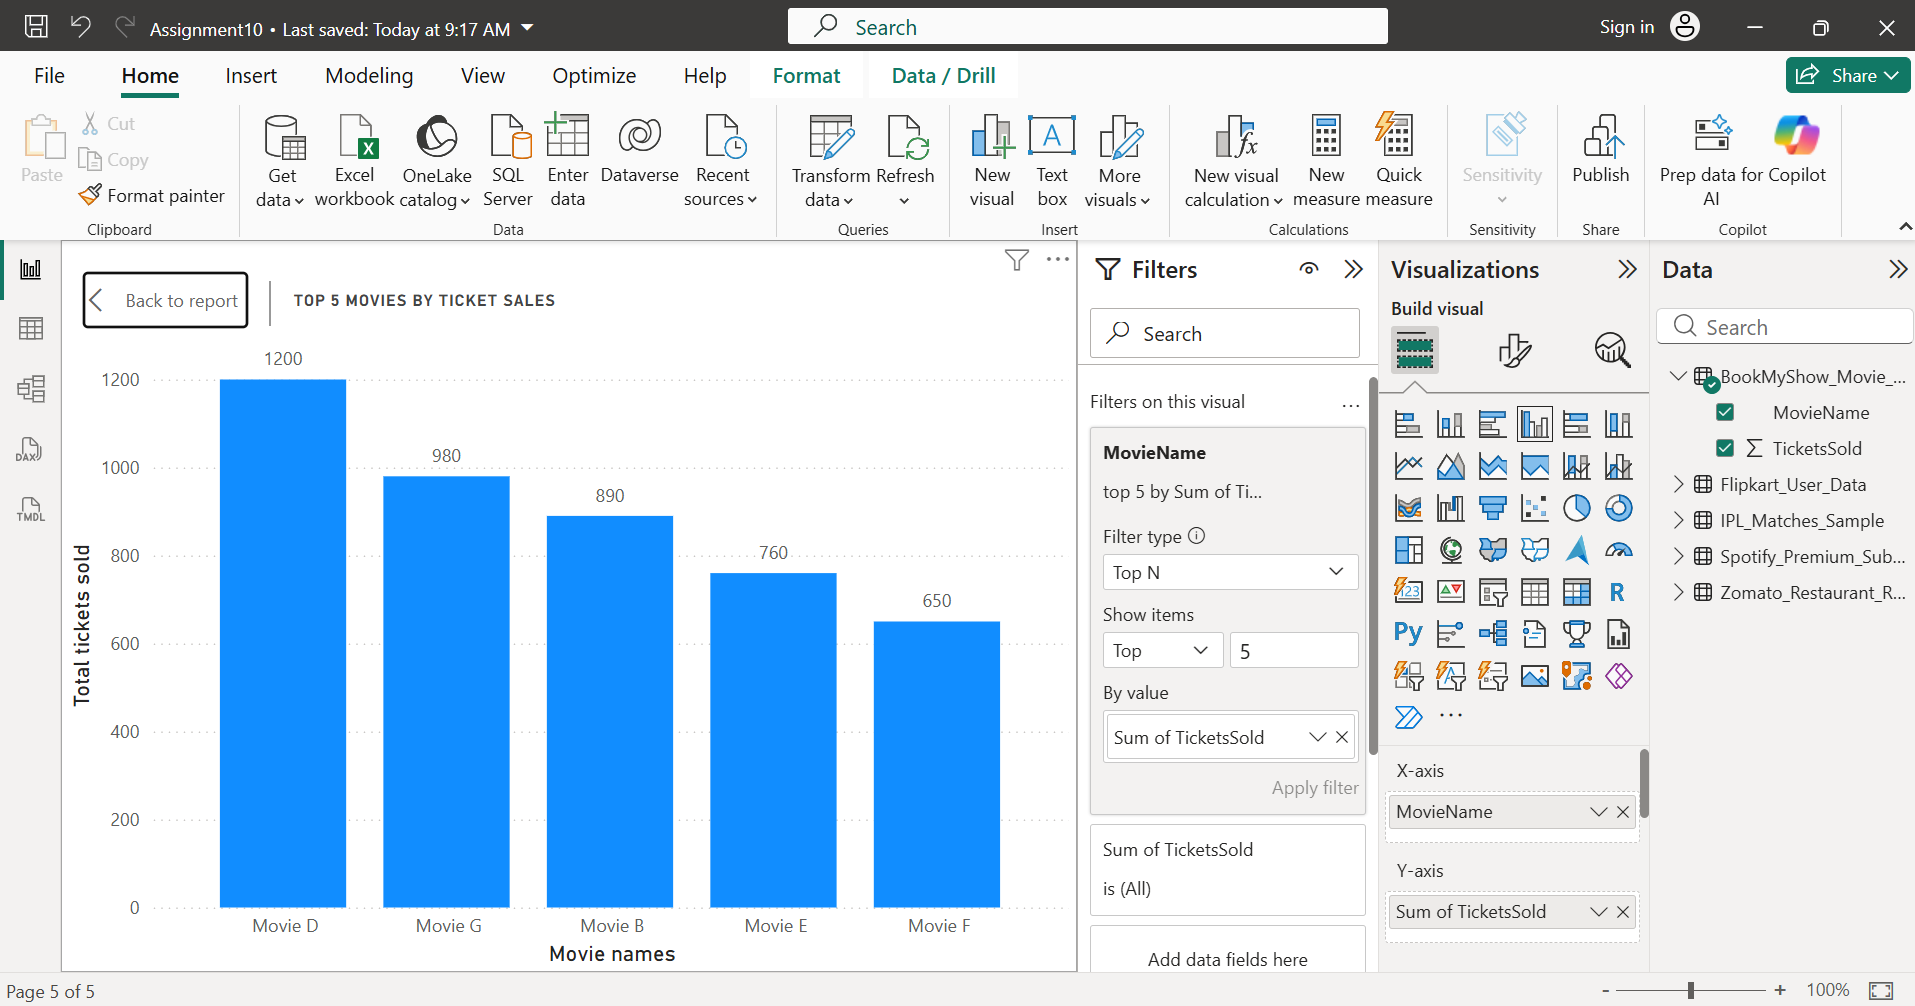 Assignment10 • Last saved: Today at 9:17 AM
Search
Sign in
File Home Insert Modeling View Optimize Help Format Data / Drill
Share
Paste
Cut
Copy
Format painter
Clipboard
Get data
Excel workbook
OneLake catalog
SQL Server
Enter data
Dataverse
Recent sources
Data
Transform data
Refresh
Queries
New visual
Text box
More visuals
Insert
New visual calculation
New measure
Quick measure
Calculations
Sensitivity
Sensitivity
Publish
Share
Prep data for AI
Copilot
Copilot
DAX
TMDL
Back to report
TOP 5 MOVIES BY TICKET SALES
Total tickets sold
1200
1000
800
600
400
200
0
1200
980
890
760
650
Movie D
Movie G
Movie B
Movie E
Movie F
Movie names
Filters
Search
Filters on this visual
...
MovieName
top 5 by Sum of Ti...
Filter type
Top N
Show items
Top
5
By value
Sum of TicketsSold
Apply filter
Sum of TicketsSold
is (All)
Add data fields here
Visualizations
Build visual
123
R
Py
...
X-axis
MovieName
Y-axis
Sum of TicketsSold
Data
Search
BookMyShow_Movie_...
MovieName
TicketsSold
Flipkart_User_Data
IPL_Matches_Sample
Spotify_Premium_Sub...
Zomato_Restaurant_R...
Page 5 of 5
- + 100%